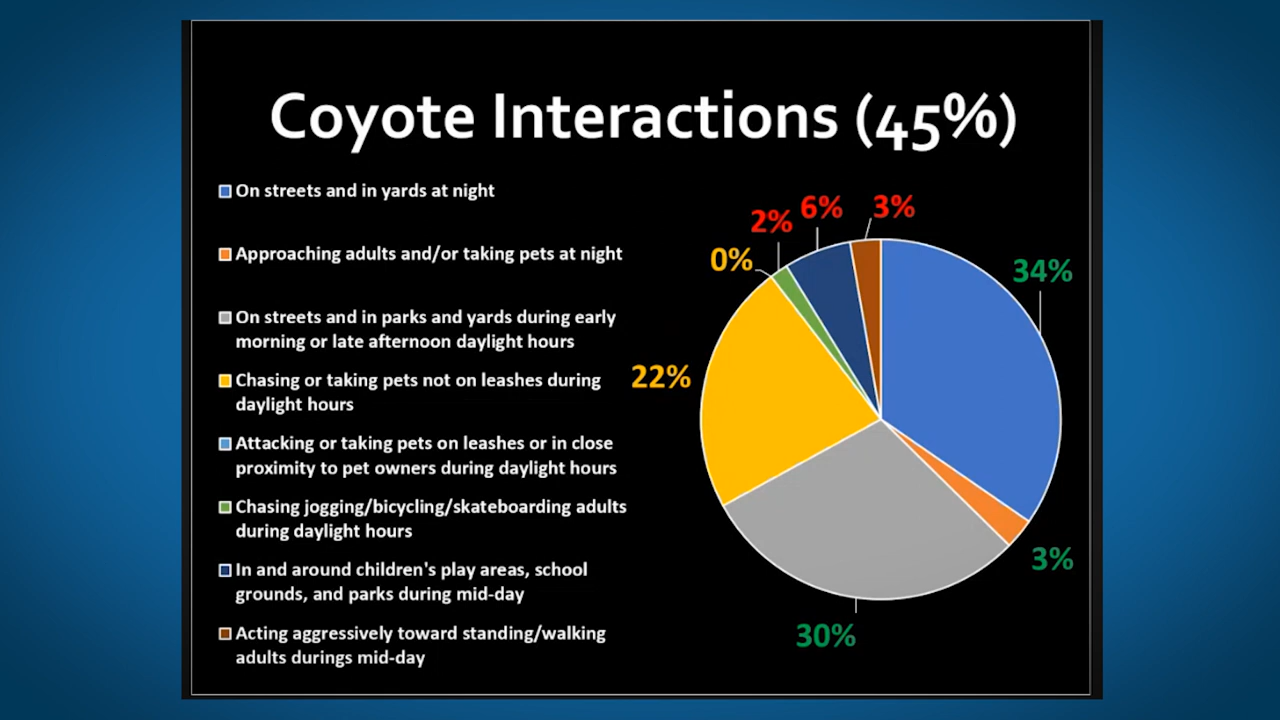 Coyote Interactions (45%)
On streets and in yards at night
Approaching adults and/or taking pets at night
On streets and in parks and yards during early
morning or late afternoon daylight hours
Chasing or taking pets not on leashes during
daylight hours
Attacking or taking pets on leashes or in close
proximity to pet owners during daylight hours
Chasing jogging/bicycling/skateboarding adults
during daylight hours
In and around children's play areas, school
grounds, and parks during mid-day
Acting aggressively toward standing/walking
adults durings mid-day
34%
3%
30%
22%
0%
2%
6%
3%